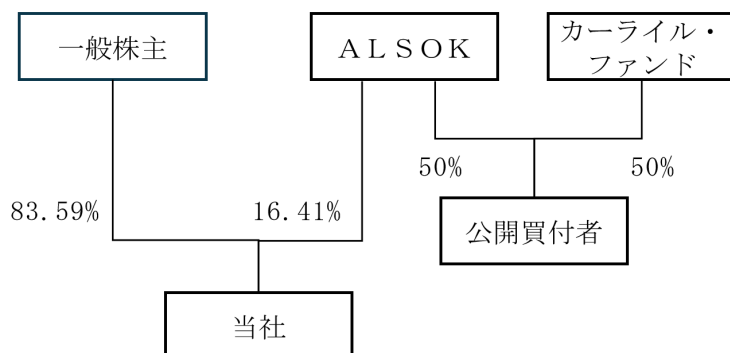 一般株主
ＡＬＳＯＫ
カーライル・
ファンド
50%
50%
83.59%
16.41%
公開買付者
当社